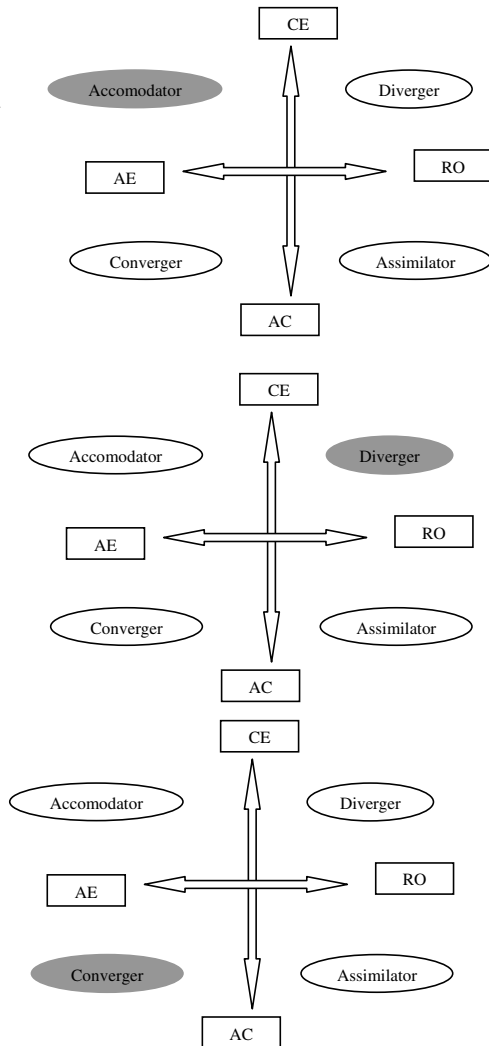 CE
Accomodator Diverger
AE RO
Converger Assimilator
AC
CE
Accomodator Diverger
AE RO
Converger Assimilator
AC
CE
Accomodator Diverger
AE RO
Converger Assimilator
AC